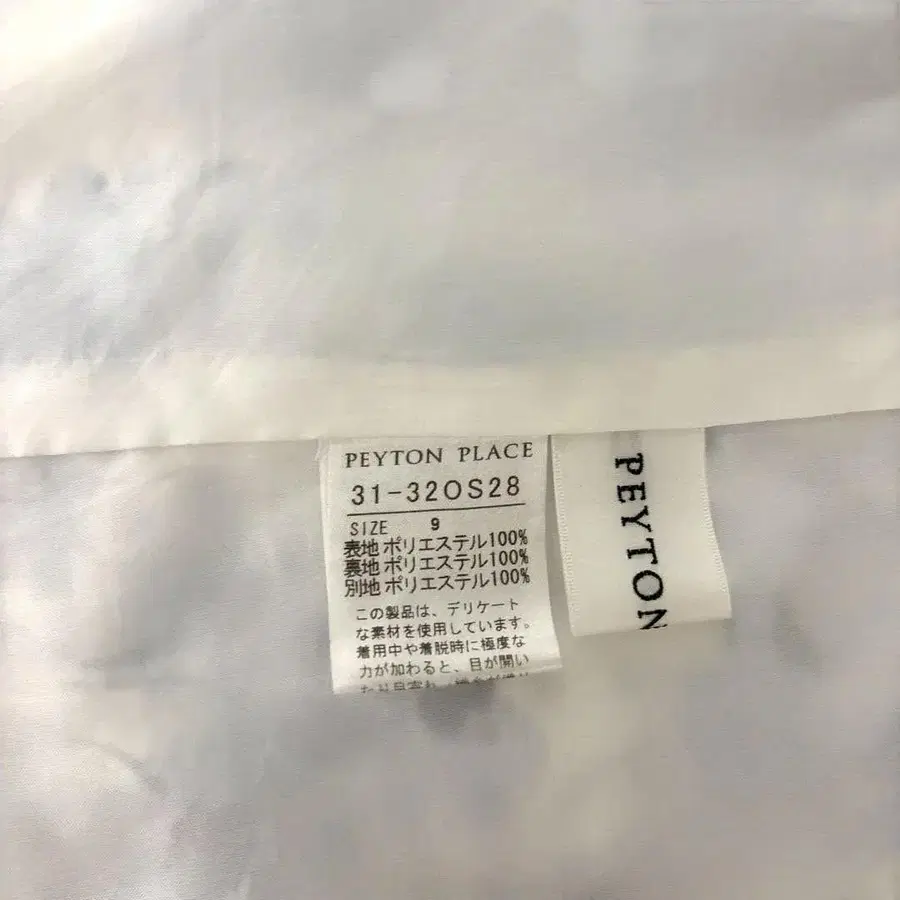 PEYTON PLACE
31-320S28
SIZE 9
表地 ポリエステル100%
裏地 ポリエステル100%
別地 ポリエステル100%
この製品は、デリケート
な素材を使用しています。
着用中や着脱時に極度な
力が加わると、目が開い
PEYTON